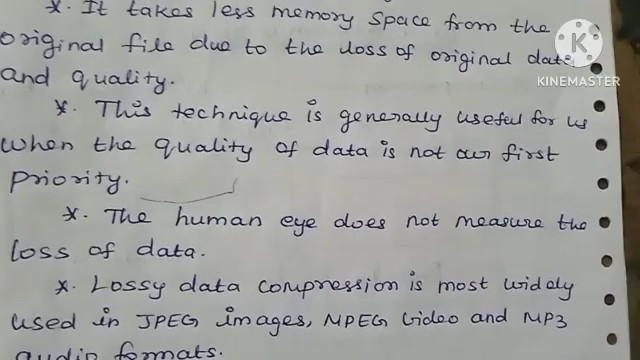 *. It takes less memory space from the
original file due to the loss of original data
and quality.
*. This technique is generally useful for us
when the quality of data is not our first
priority.
*. The human eye does not measure the
loss of data.
*. Lossy data compression is most widely
used in JPEG images, MPEG video and MP3
audio formats.
K
KINEMASTER